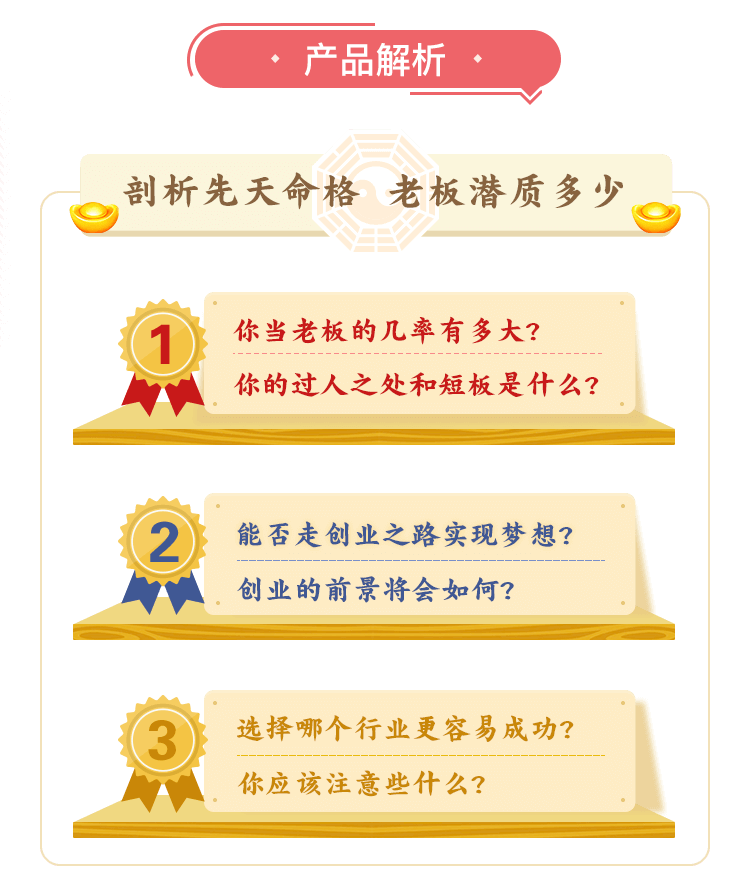 产品解析
剖析先天命格 老板潜质多少
1
你当老板的几率有多大?
你的过人之处和短板是什么?
2
能否走创业之路实现梦想?
创业的前景将会如何?
3
选择哪个行业更容易成功?
你应该注意些什么?